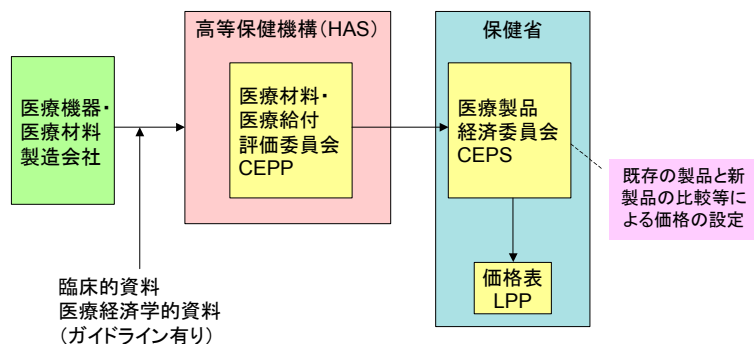 高等保健機構(HAS)
保健省
医療機器・
医療材料
製造会社
医療材料・
医療給付
評価委員会
CEPP
医療製品
経済委員会
CEPS
既存の製品と新
製品の比較等に
よる価格の設定
価格表
LPP
臨床的資料
医療経済学的資料
(ガイドライン有り)